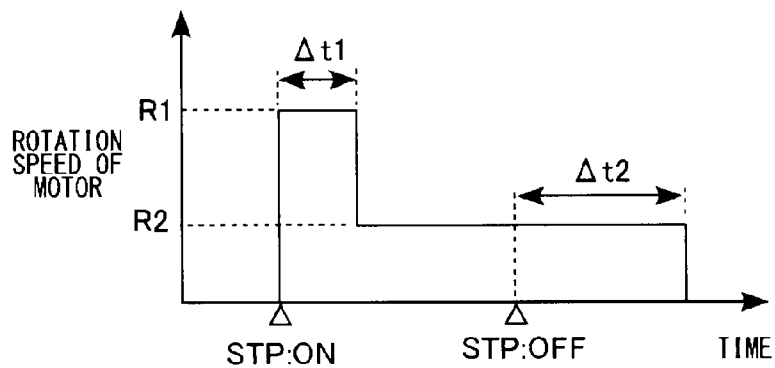 Δt1
R1
ROTATION
SPEED OF
MOTOR
Δt2
R2
STP:ON
STP:OFF
TIME